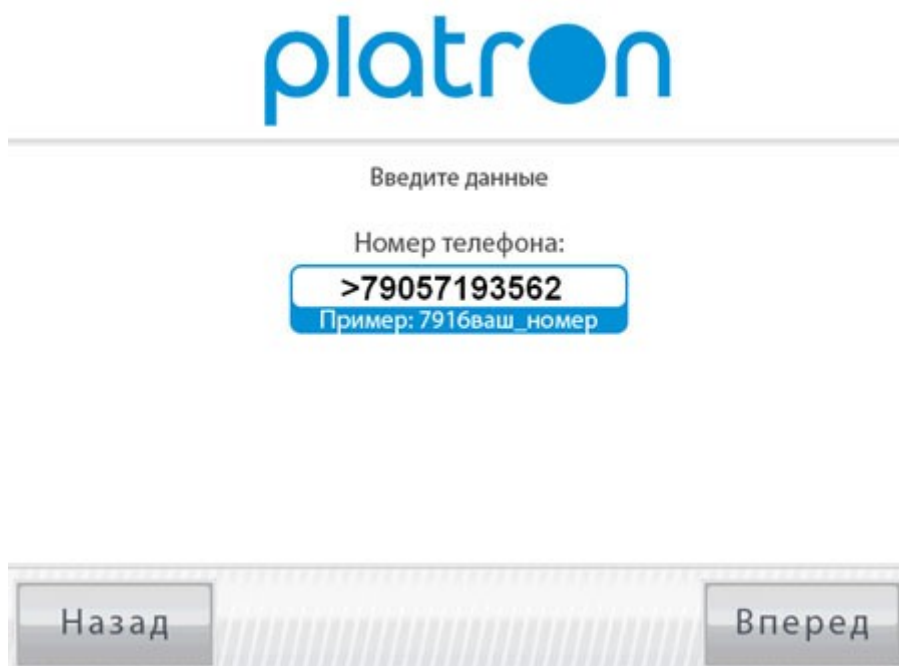 platron
Введите данные
Номер телефона:
>79057193562
Пример: 7916ваш_номер
Назад
Вперед